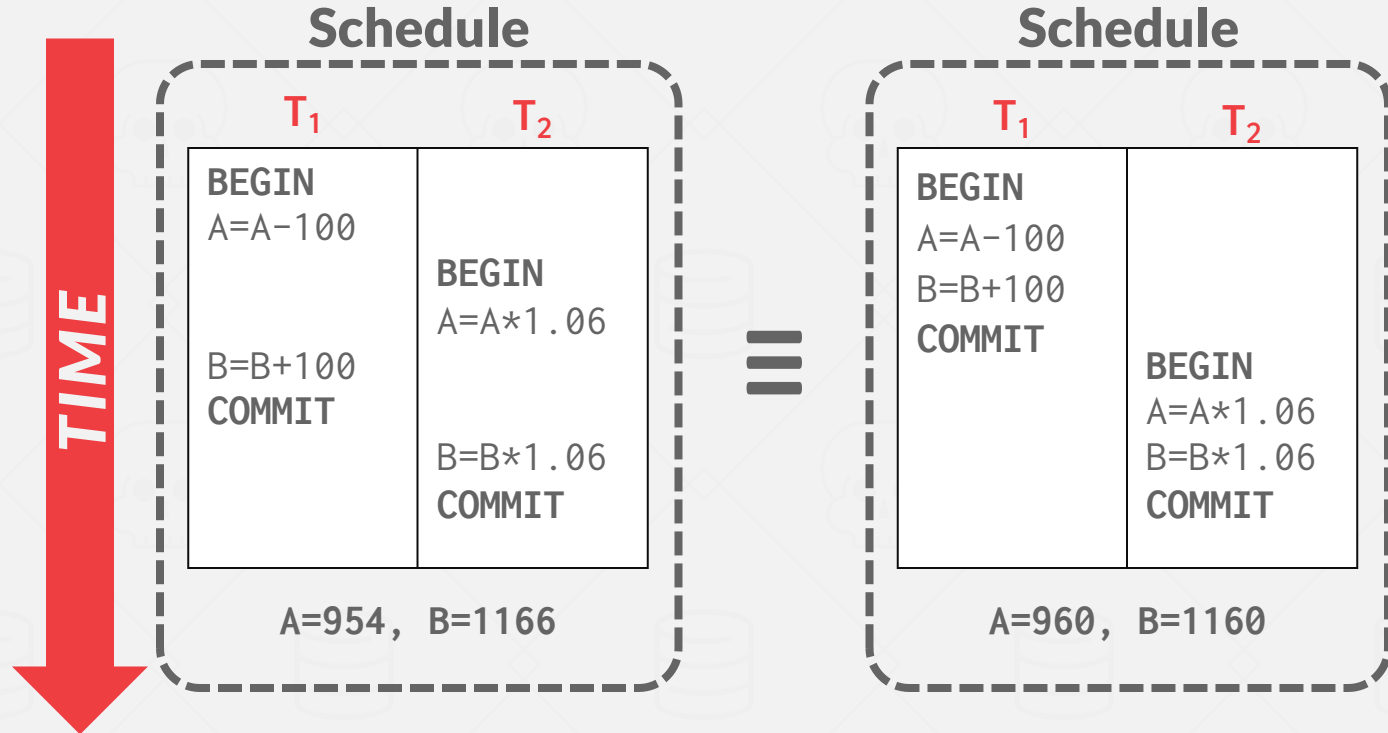 Schedule
T₁ T₂
BEGIN
A=A-100
BEGIN
A=A*1.06
B=B+100
COMMIT
B=B*1.06
COMMIT
A=954, B=1166
TIME
≡
Schedule
T₁ T₂
BEGIN
A=A-100
B=B+100
COMMIT
BEGIN
A=A*1.06
B=B*1.06
COMMIT
A=960, B=1160